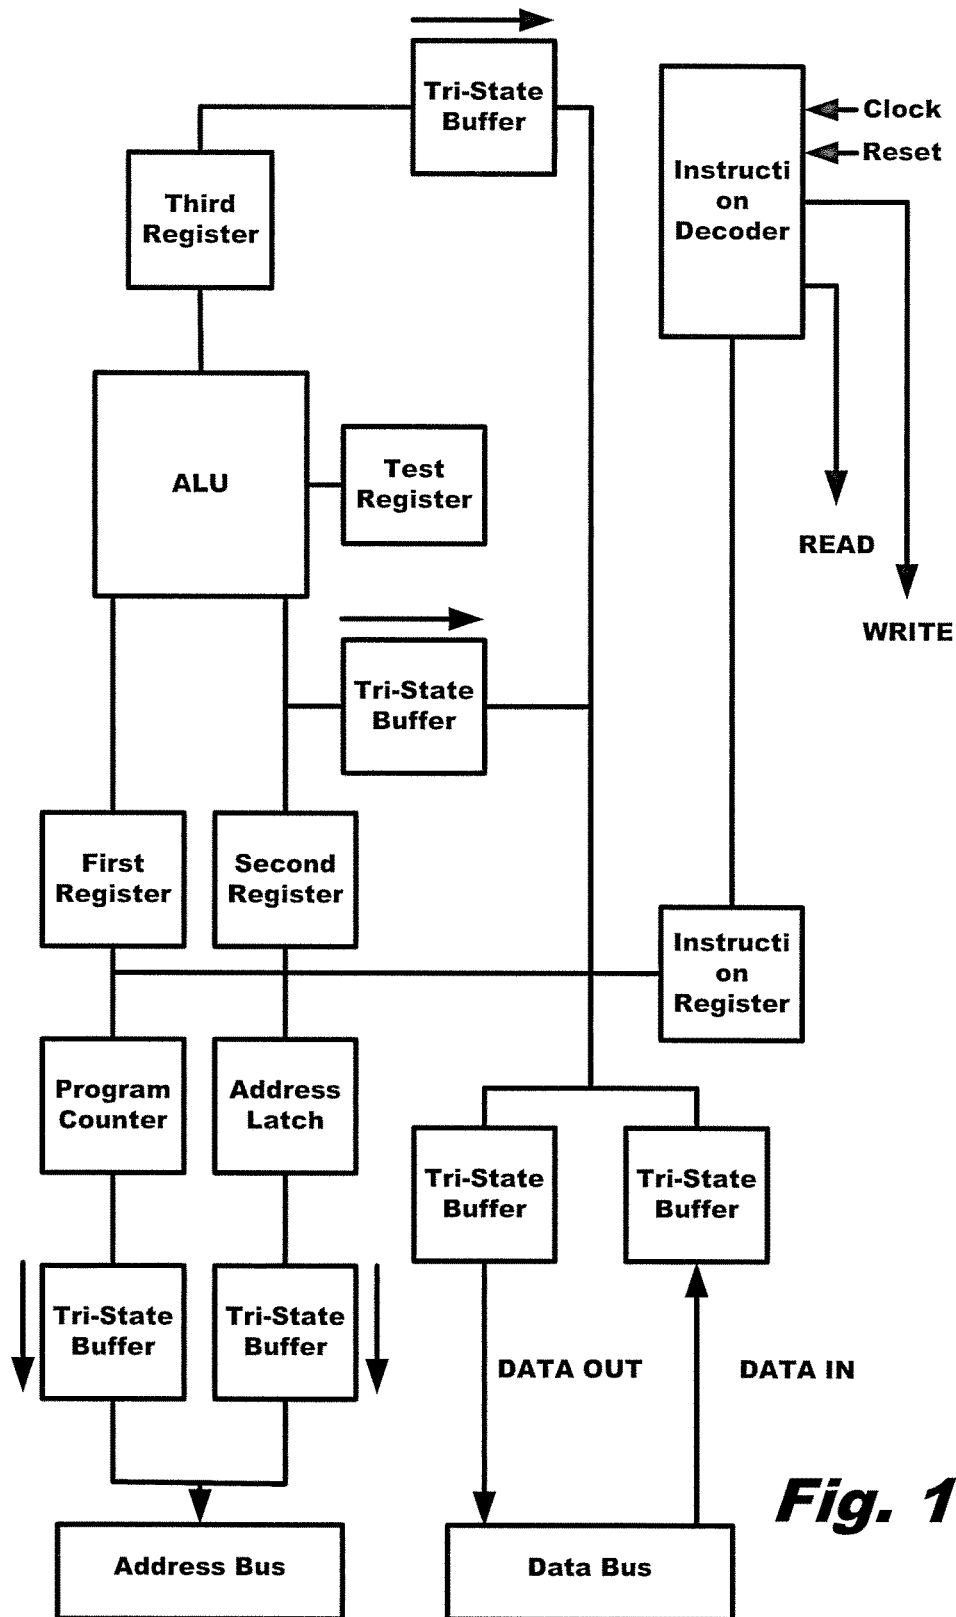 Tri-State
Buffer
Clock
Reset
Instructi
on
Decoder
Third
Register
ALU
Test
Register
READ
WRITE
Tri-State
Buffer
First
Register
Second
Register
Instructi
on
Register
Program
Counter
Address
Latch
Tri-State
Buffer
Tri-State
Buffer
Tri-State
Buffer
Tri-State
Buffer
DATA OUT
DATA IN
Fig. 1
Address Bus
Data Bus